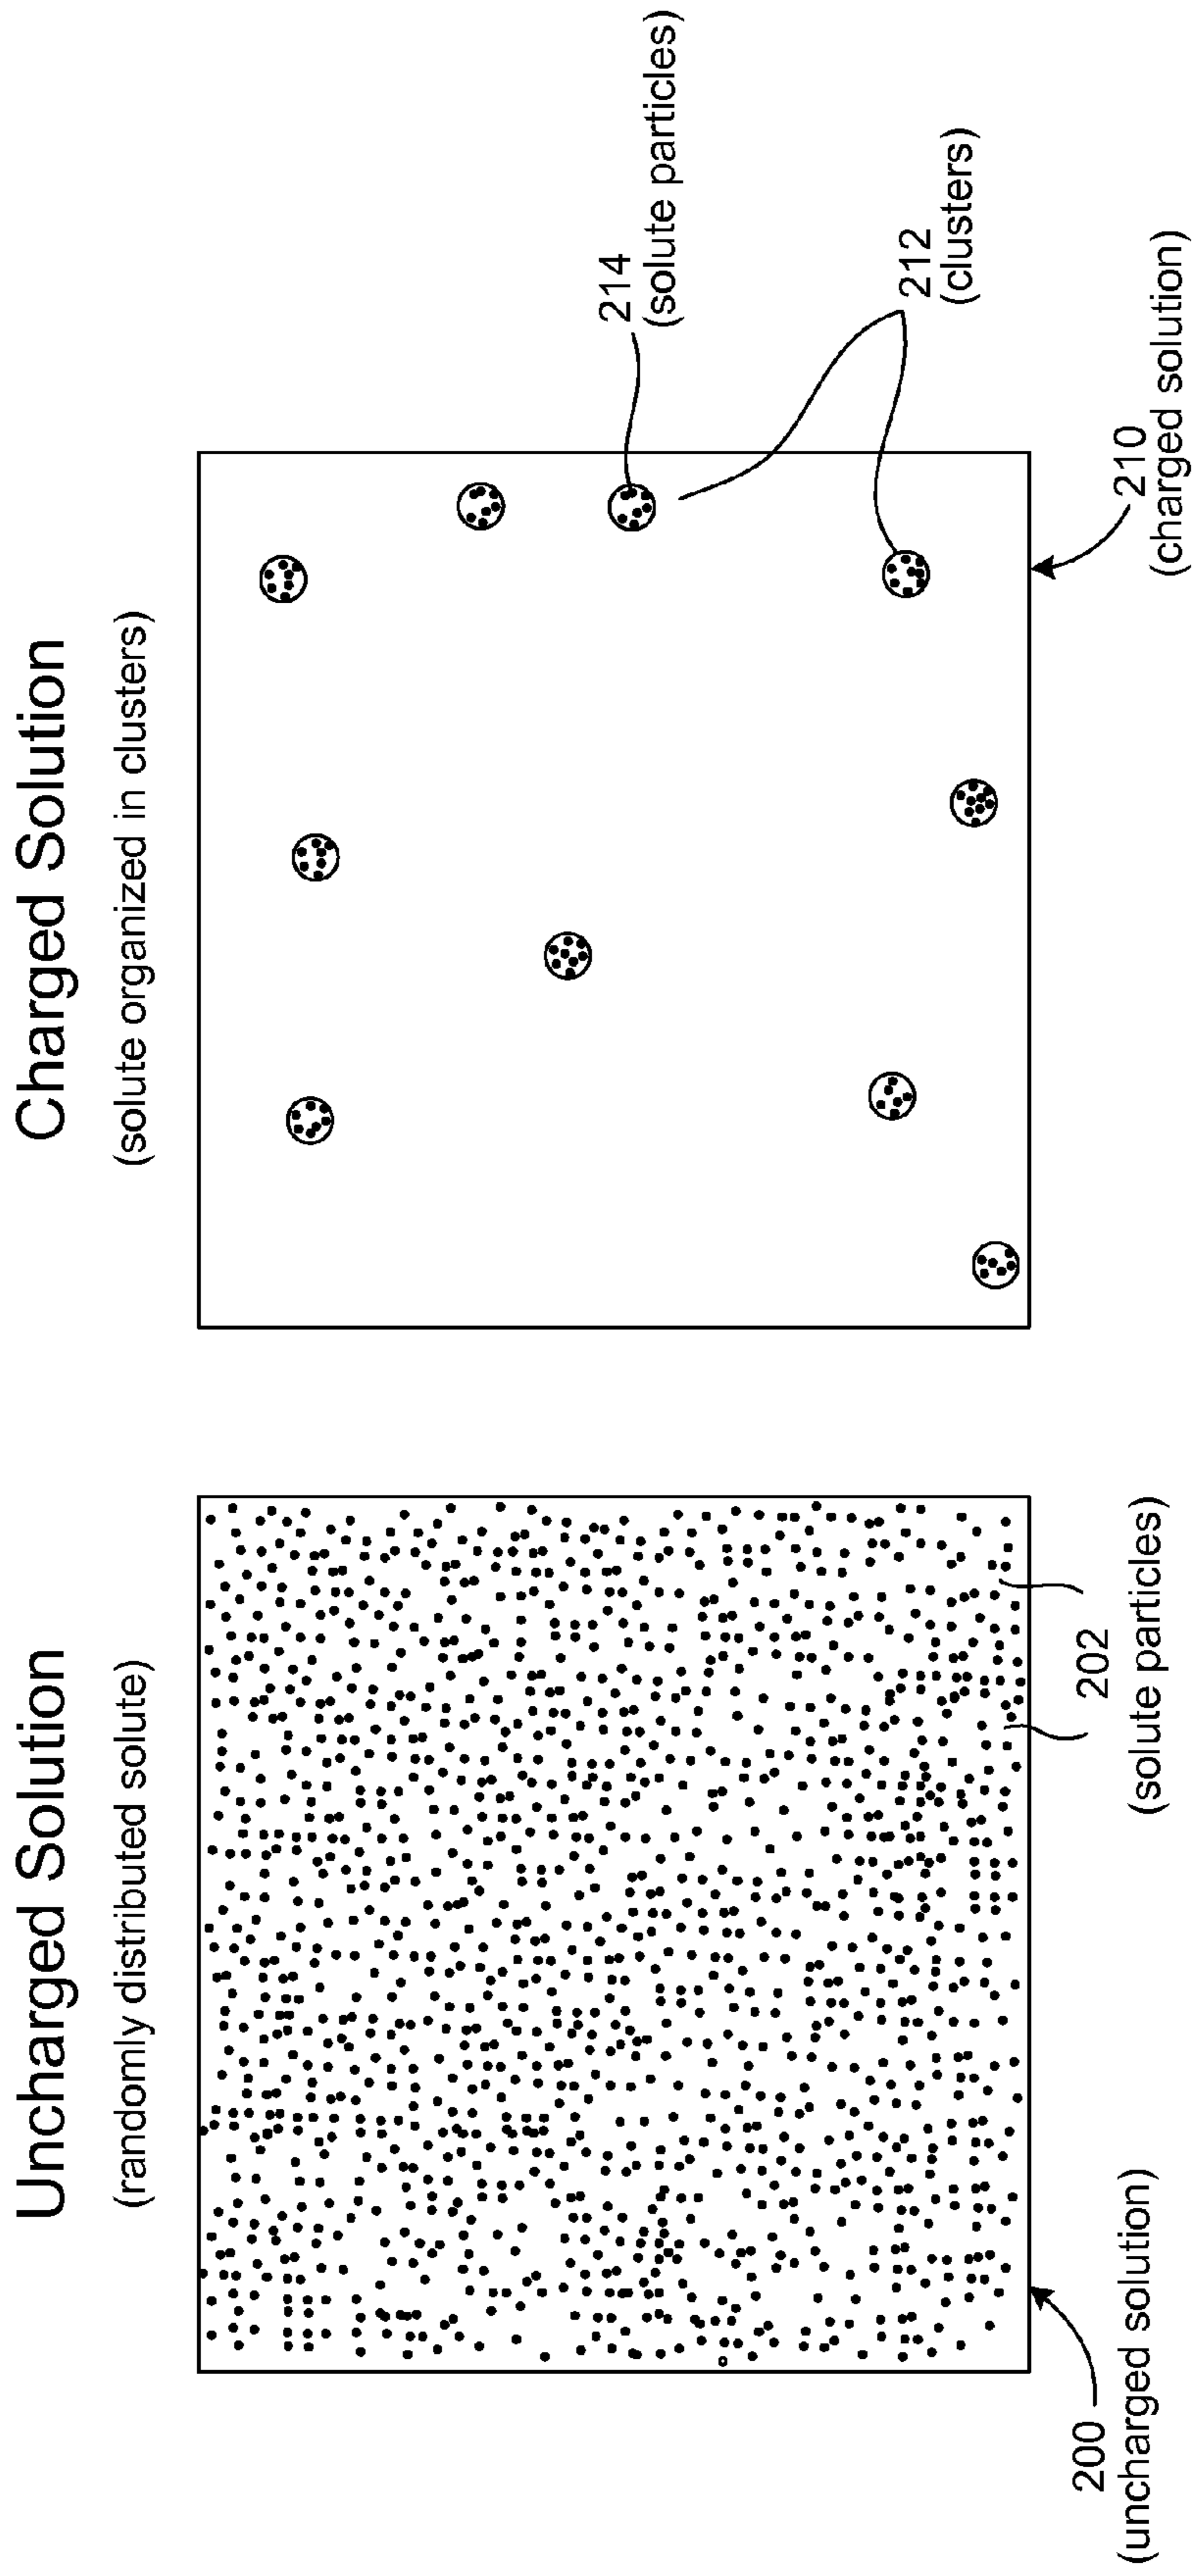 Uncharged Solution
(randomly distributed solute)
200
(uncharged solution)
202
(solute particles)
Charged Solution
(solute organized in clusters)
214
(solute particles)
212
(clusters)
210
(charged solution)